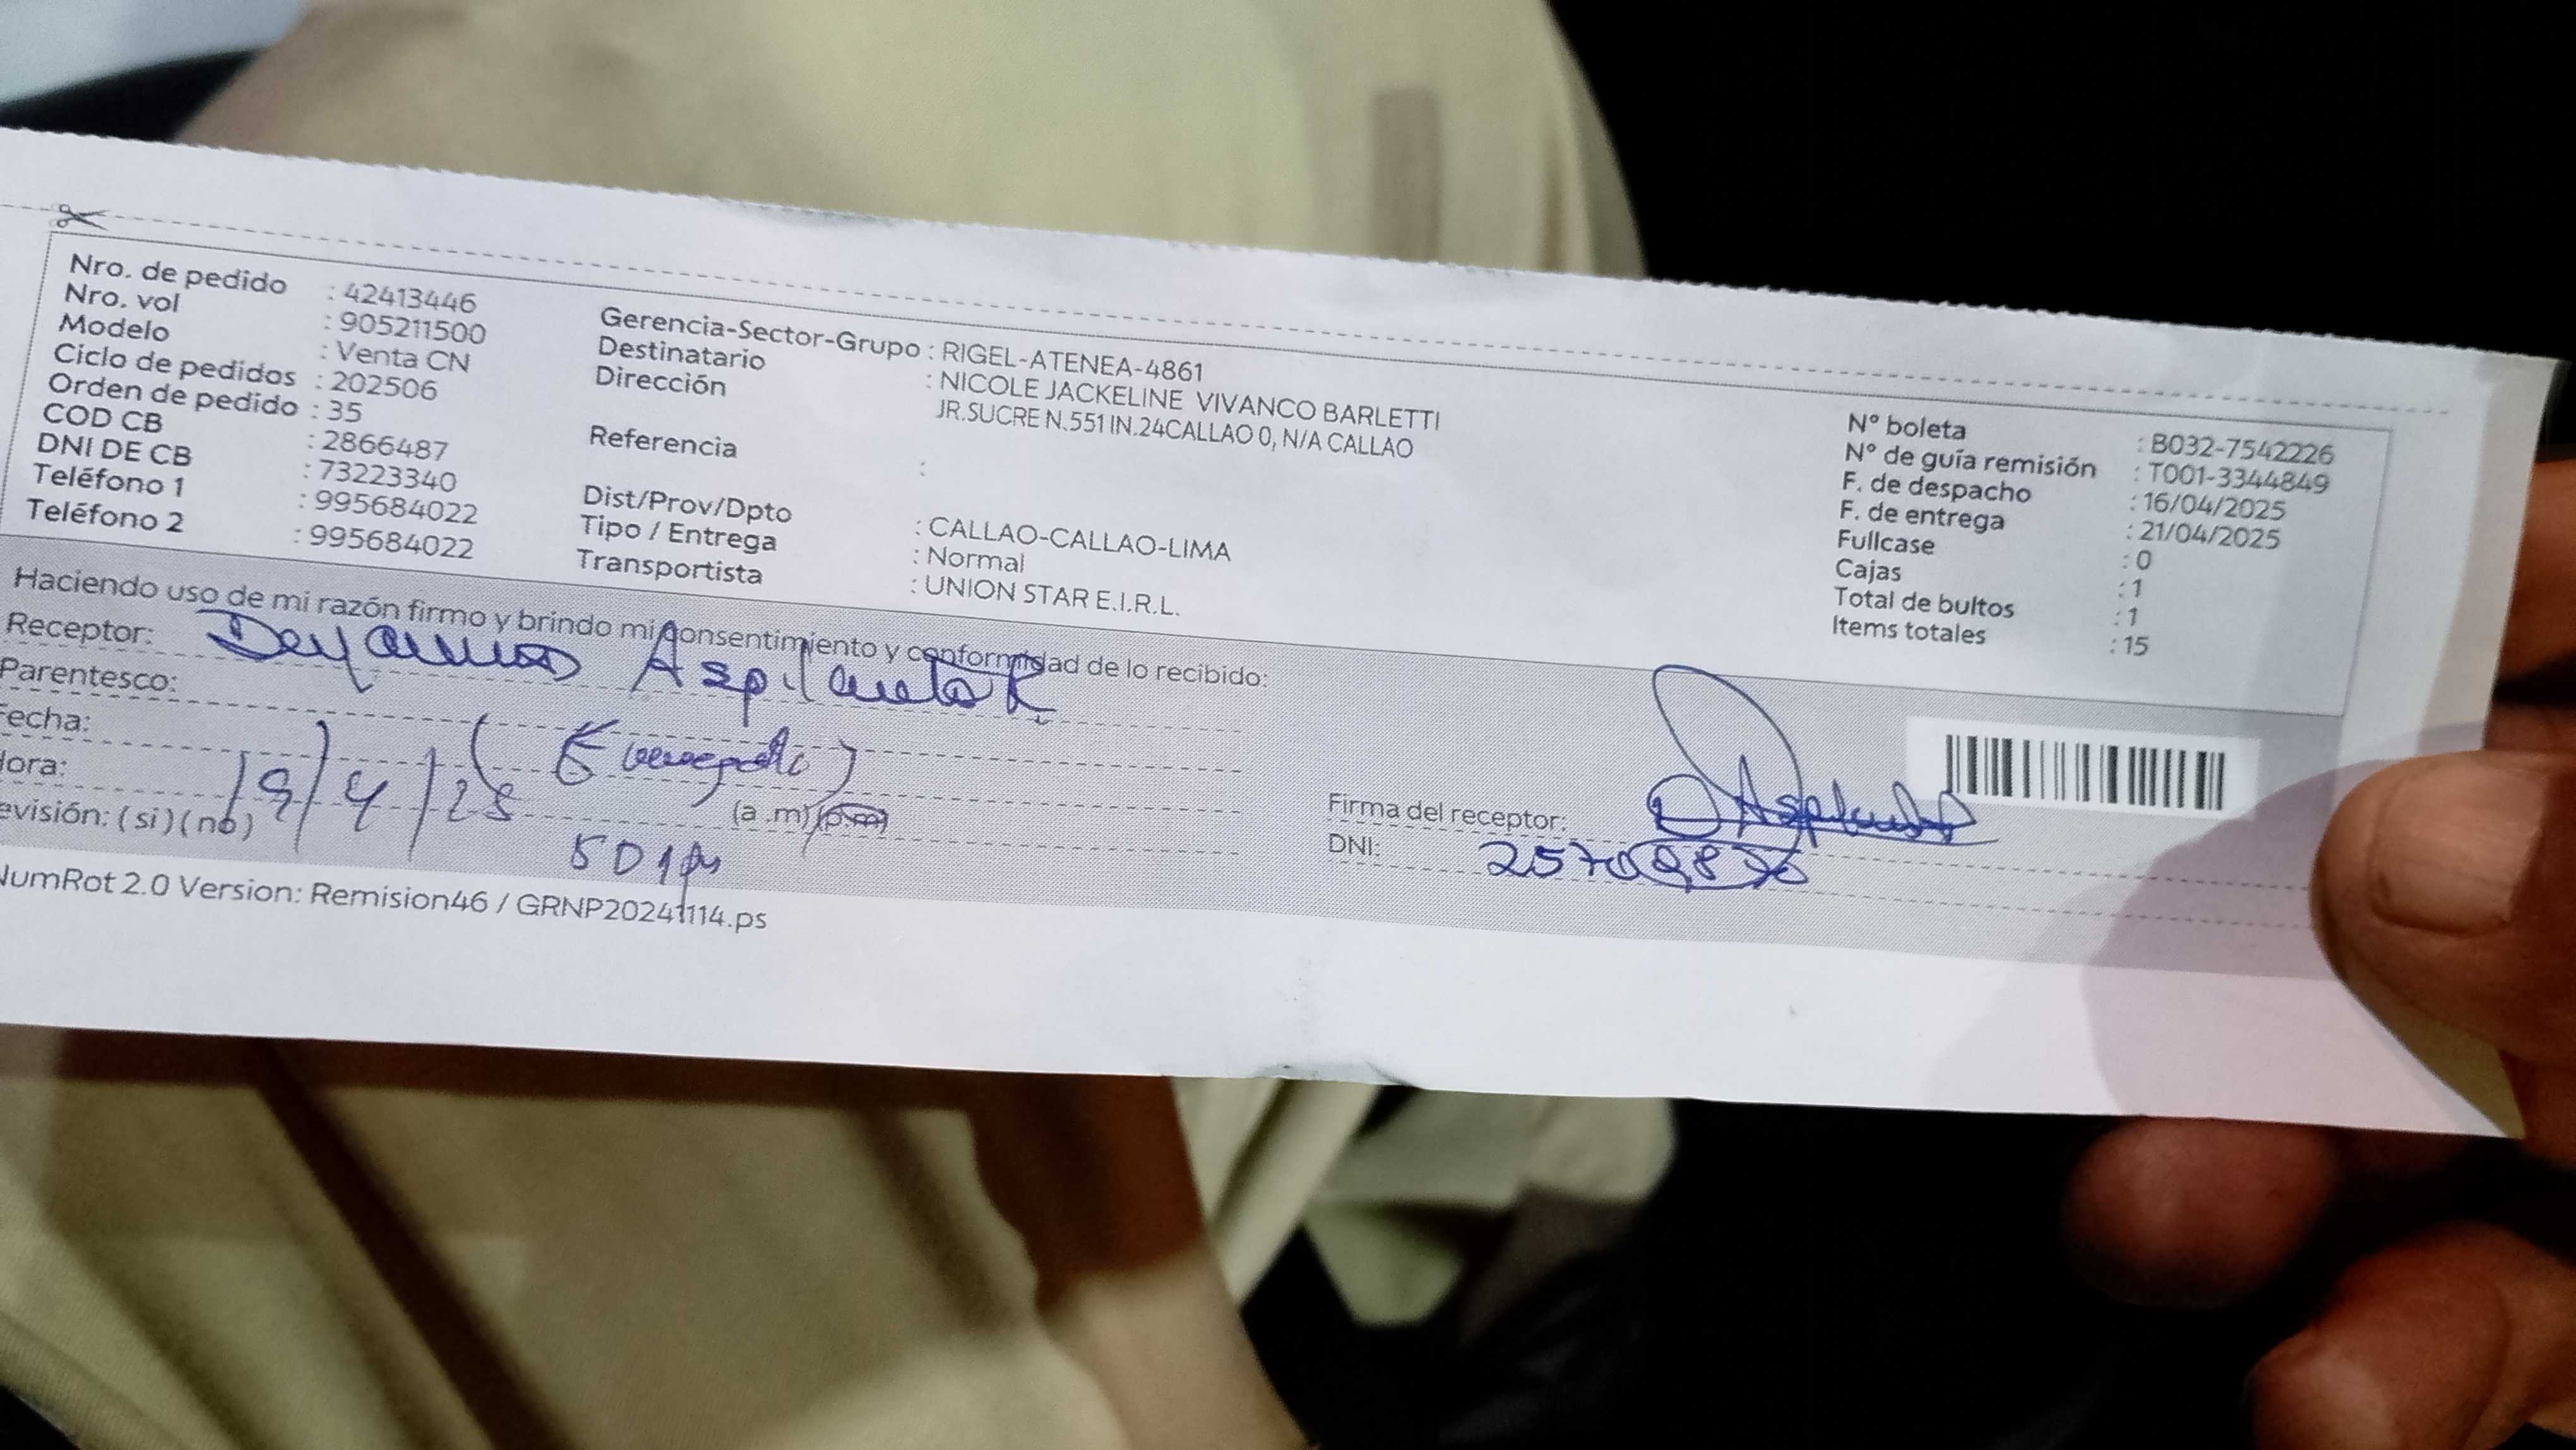 Nro. de pedido : 42413446
Nro. vol : 905211500
Modelo : Venta CN
Ciclo de pedidos : 202506
Orden de pedido : 35
COD CB : 2866487
DNI DE CB : 73223340
Teléfono 1 : 995684022
Teléfono 2 : 995684022
Gerencia-Sector-Grupo : RIGEL-ATENEA-4861
Destinatario : NICOLE JACKELINE VIVANCO BARLETTI
Dirección JR.SUCRE N.551 IN.24CALLAO 0, N/A CALLAO
Referencia :
Dist/Prov/Dpto : CALLAO-CALLAO-LIMA
Tipo / Entrega : Normal
Transportista : UNION STAR E.I.R.L.
N° boleta : B032-7542226
N° de guía remisión : T001-3344849
F. de despacho : 16/04/2025
F. de entrega : 21/04/2025
Fullcase : 0
Cajas : 1
Total de bultos : 1
Items totales : 15
Haciendo uso de mi razón firmo y brindo mi consentimiento y conformidad de lo recibido:
Receptor:
Parentesco:
Fecha: 19/4/25
Hora: 501pm (a.m) (p.m)
evisión: (si) (no)
Firma del receptor:
DNI:
NumRot 2.0 Version: Remision46 / GRNP20241114.ps